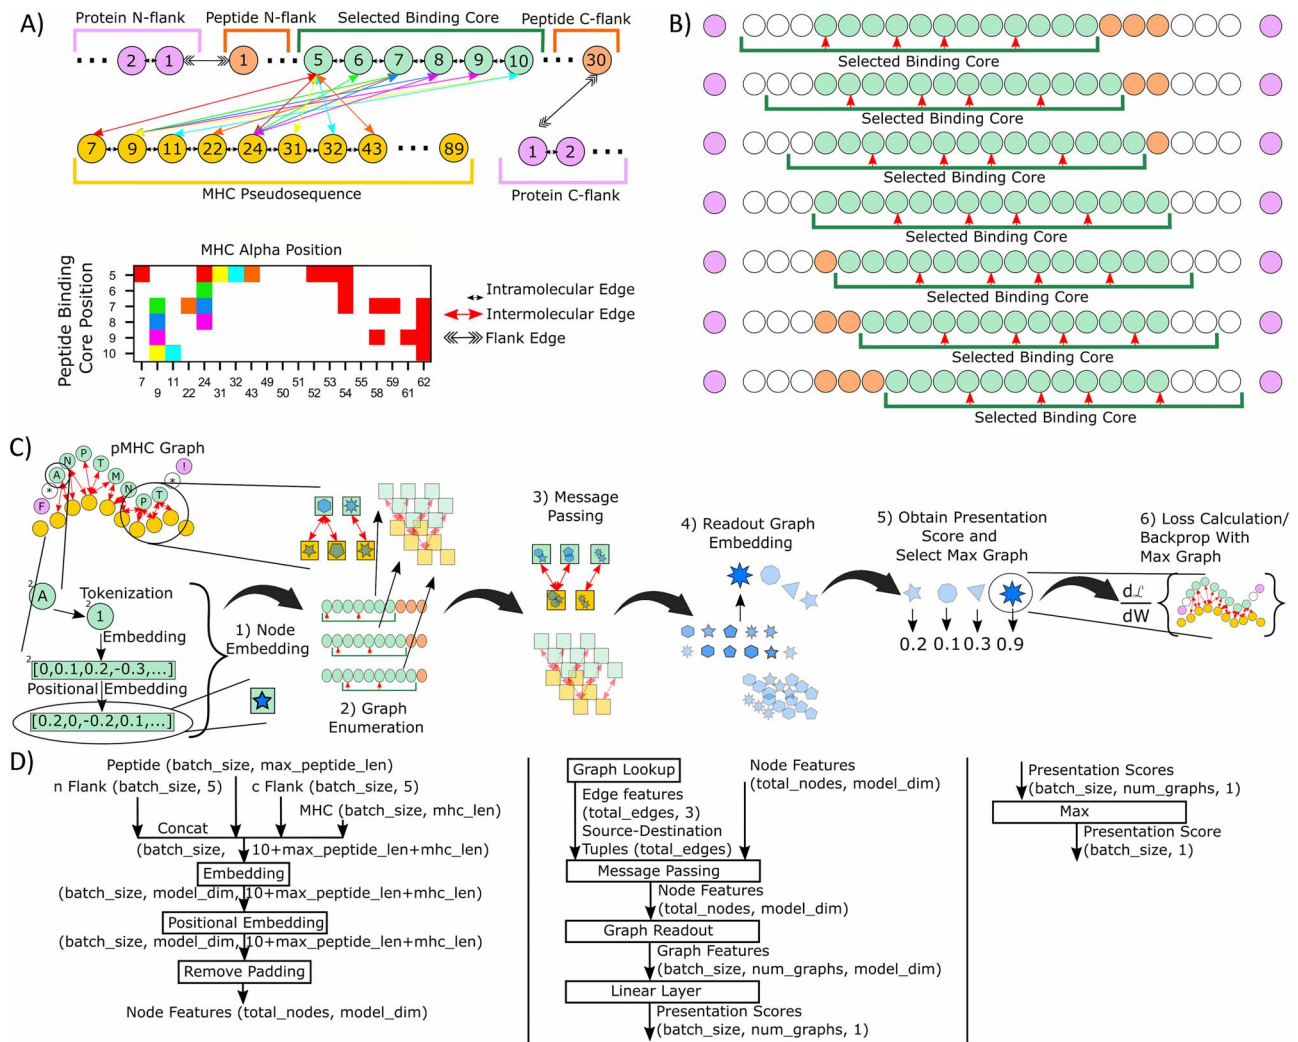 A)
Protein N-flank
Peptide N-flank
Selected Binding Core
Peptide C-flank
2 1 1 5 6 7 8 9 10 30
7 9 11 22 24 31 32 43 89
1 2
MHC Pseudosequence
Protein C-flank
MHC Alpha Position
Peptide Binding
Core Position
5
6
7
8
9
10
7 11 24 32 49 51 53 55 59 62
9 22 31 43 50 52 54 58 61
Intramolecular Edge
Intermolecular Edge
Flank Edge
B)
Selected Binding Core
Selected Binding Core
Selected Binding Core
Selected Binding Core
Selected Binding Core
Selected Binding Core
Selected Binding Core
C)
pMHC Graph
F * A N P T M N P T * !
2
A
Tokenization
2
1
Embedding
2
[0,0.1,0.2,-0.3,...]
Positional Embedding
[0.2,0,-0.2,0.1,...]
1) Node
Embedding
2) Graph
Enumeration
3) Message
Passing
4) Readout Graph
Embedding
5) Obtain Presentation
Score and
Select Max Graph
0.2 0.1 0.3 0.9
6) Loss Calculation/
Backprop With
Max Graph
dℒ
dW
D)
Peptide (batch_size, max_peptide_len)
n Flank (batch_size, 5)
c Flank (batch_size, 5)
MHC (batch_size, mhc_len)
Concat
(batch_size, 10+max_peptide_len+mhc_len)
Embedding
(batch_size, model_dim, 10+max_peptide_len+mhc_len)
Positional Embedding
(batch_size, model_dim, 10+max_peptide_len+mhc_len)
Remove Padding
Node Features (total_nodes, model_dim)
Graph Lookup
Edge features
(total_edges, 3)
Source-Destination
Tuples (total_edges)
Node Features
(total_nodes, model_dim)
Message Passing
Node Features
(total_nodes, model_dim)
Graph Readout
Graph Features
(batch_size, num_graphs, model_dim)
Linear Layer
Presentation Scores
(batch_size, num_graphs, 1)
Presentation Scores
(batch_size, num_graphs, 1)
Max
Presentation Score
(batch_size, 1)